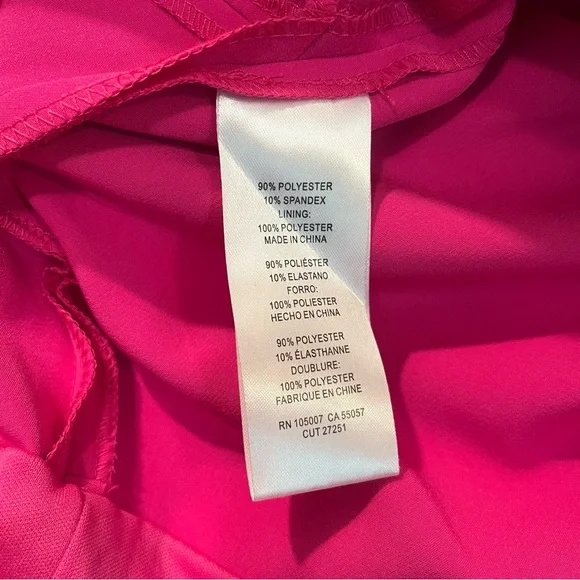 90% POLYESTER
10% SPANDEX
LINING:
100% POLYESTER
MADE IN CHINA
90% POLIÉSTER
10% ELASTANO
FORRO:
100% POLIESTER
HECHO EN CHINA
90% POLYESTER
10% ÉLASTHANNE
DOUBLURE:
100% POLYESTER
FABRIQUE EN CHINE
RN 105007 CA 55057
CUT 27251